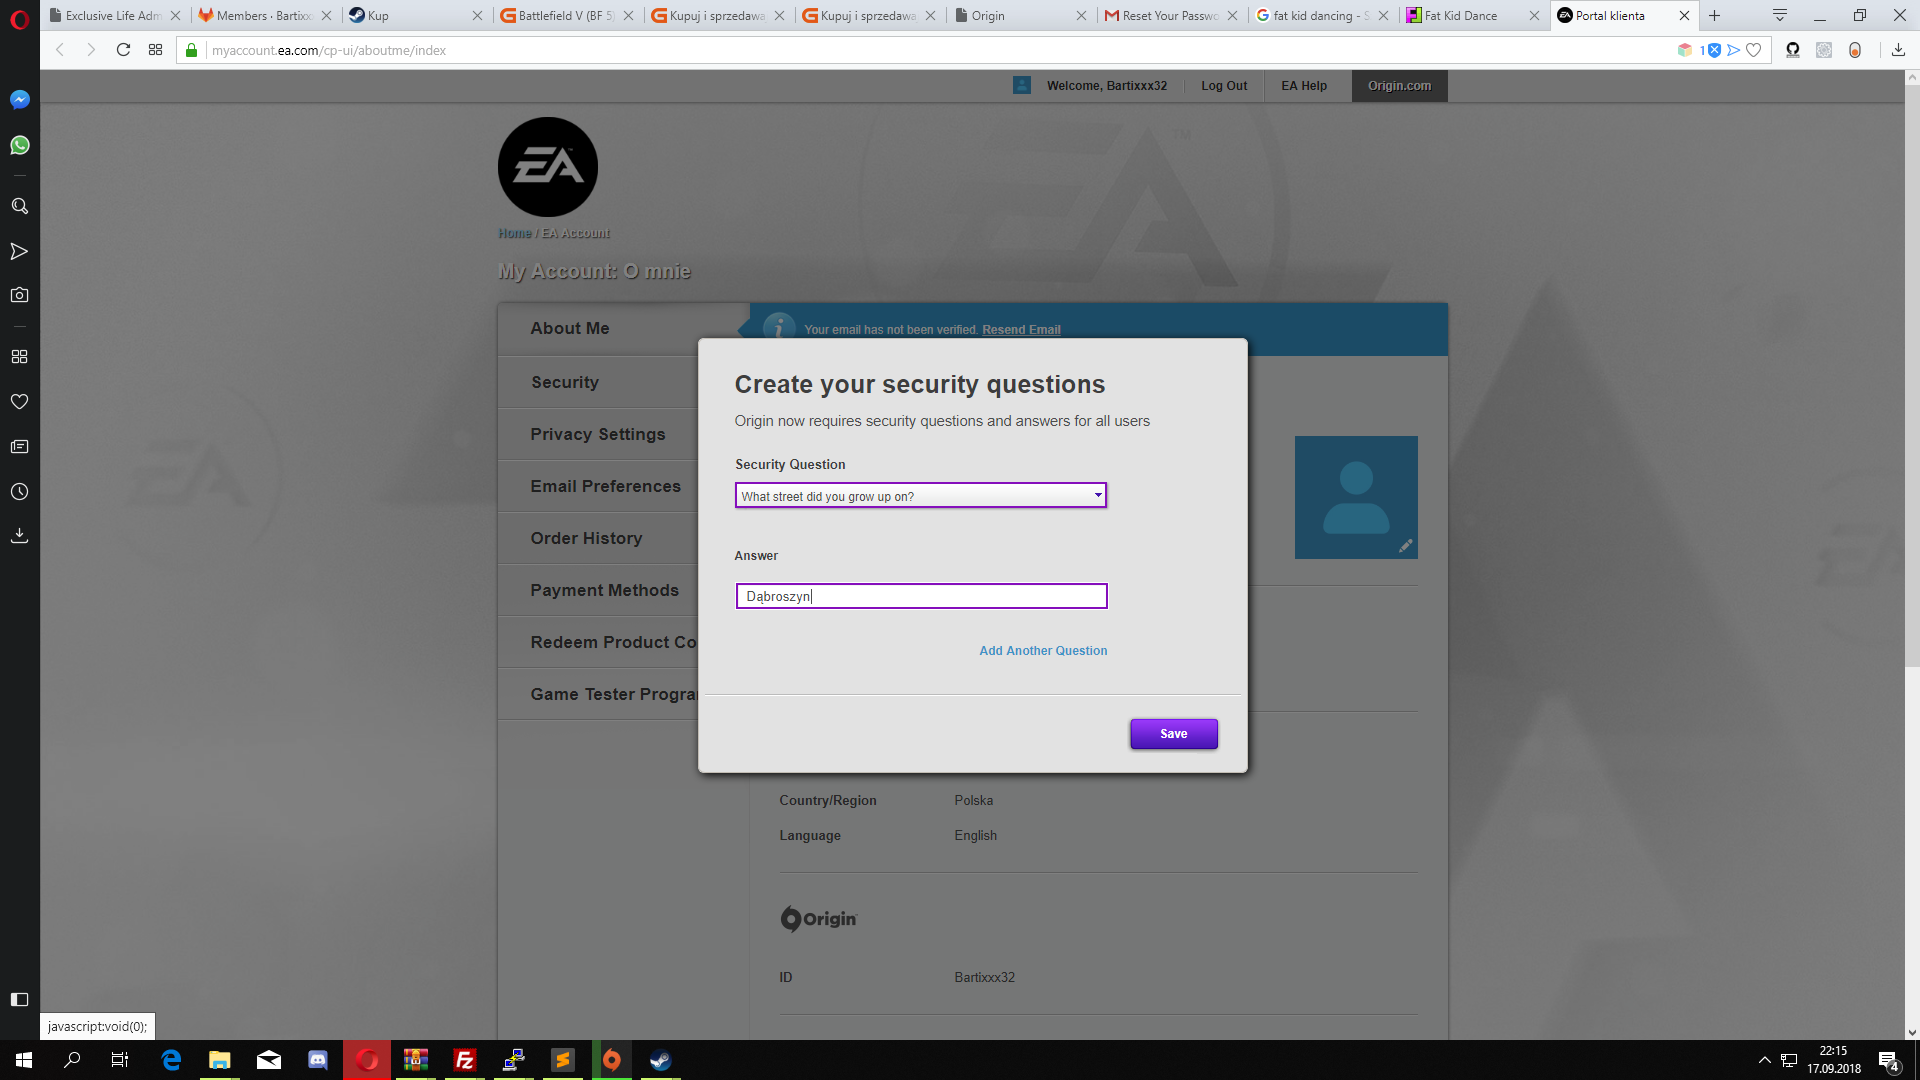 Exclusive Life Adm
Members · Bartixx
Kup
Battlefield V (BF 5)
Kupuj i sprzedawa
Kupuj i sprzedawa
Origin
Reset Your Passwo
fat kid dancing - S
Fat Kid Dance
Portal klienta
myaccount.ea.com/cp-ui/aboutme/index
1
Welcome, Bartixxx32
Log Out
EA Help
Origin.com
EA
Home / EA Account
My Account: O mnie
About Me
Your email has not been verified. Resend Email
Security
Privacy Settings
Email Preferences
Order History
Payment Methods
Redeem Product Co
Game Tester Progra
Create your security questions
Origin now requires security questions and answers for all users
Security Question
What street did you grow up on?
Answer
Dąbroszyn
Add Another Question
Save
Country/Region Polska
Language English
Origin
ID Bartixxx32
javascript:void(0);
22:15
17.09.2018
4